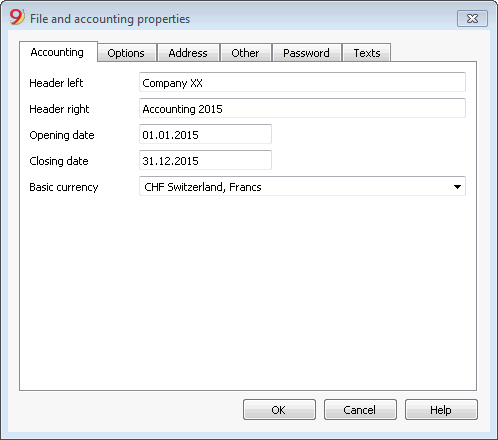 9 File and accounting properties
Accounting Options Address Other Password Texts
Header left Company XX
Header right Accounting 2015
Opening date 01.01.2015
Closing date 31.12.2015
Basic currency CHF Switzerland, Francs
OK Cancel Help